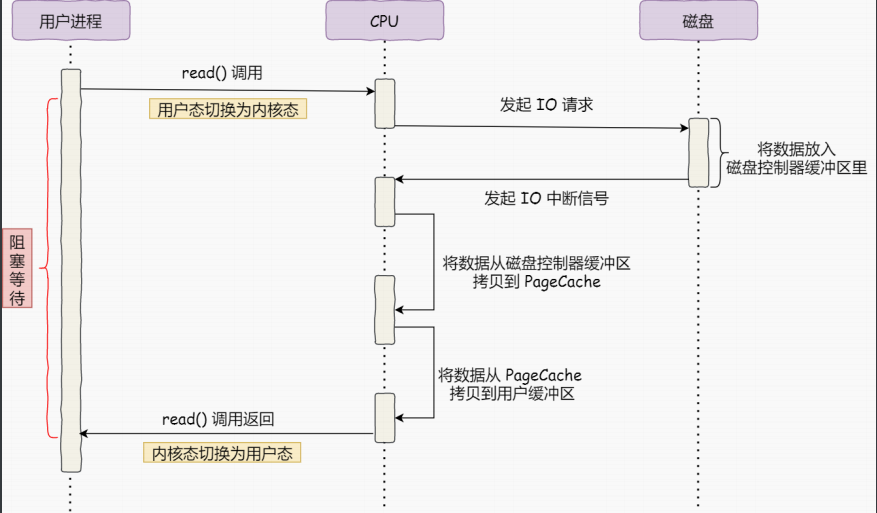 用户进程
CPU
磁盘
read() 调用
用户态切换为内核态
发起 IO 请求
将数据放入
磁盘控制器缓冲区里
发起 IO 中断信号
阻塞等待
将数据从磁盘控制器缓冲区
拷贝到 PageCache
将数据从 PageCache
拷贝到用户缓冲区
read() 调用返回
内核态切换为用户态